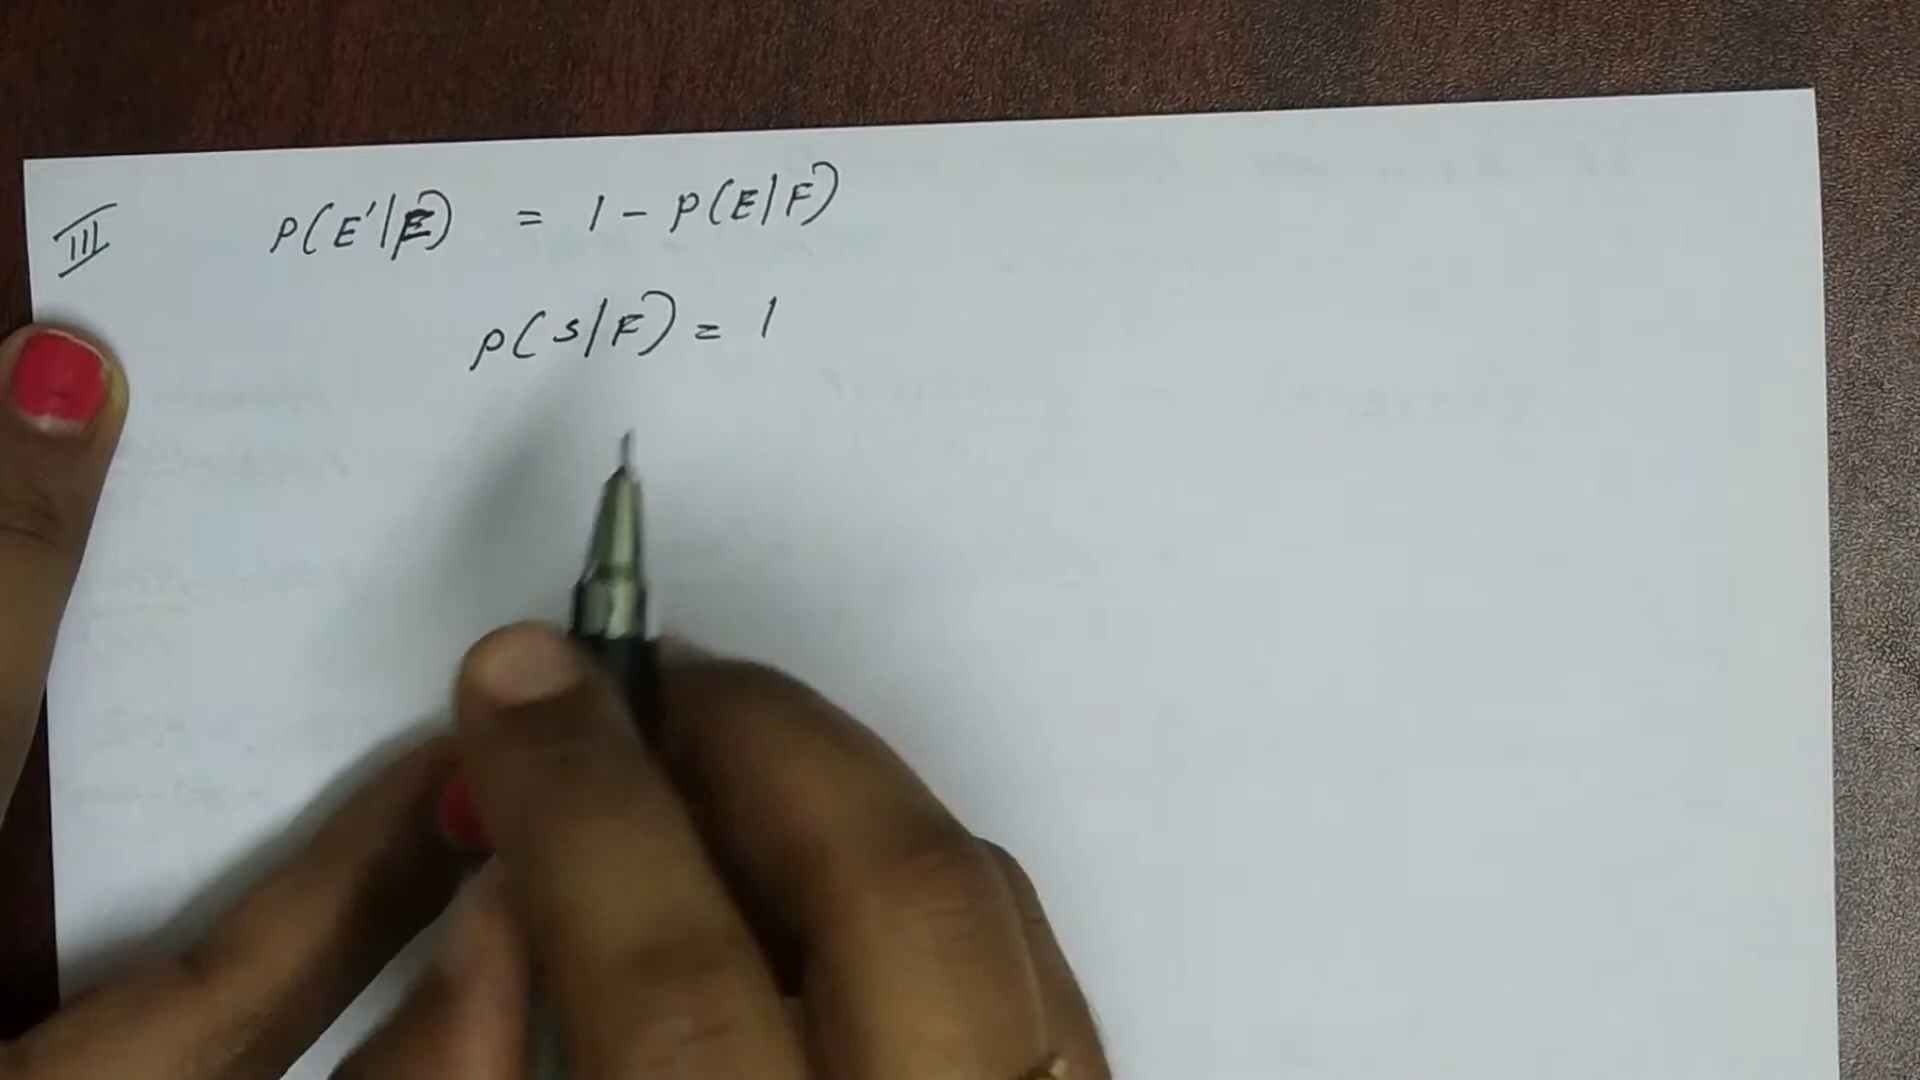 III P(E'|F) = 1 - P(E|F)
P(S|F) = 1